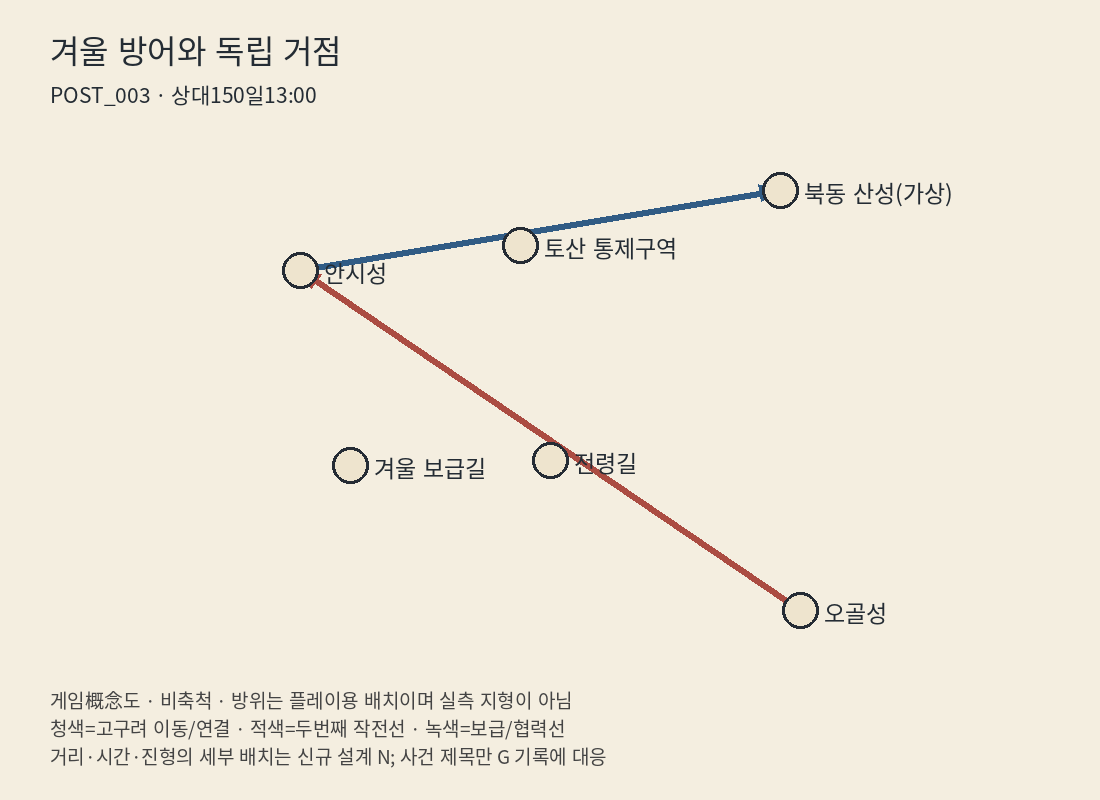 겨울 방어와 독립 거점
POST_003 · 상대150일13:00
북동 산성(가상)
토산 통제구역
안시성
겨울 보급길
전령길
오골성
게임概念도 · 비축척 · 방위는 플레이용 배치이며 실측 지형이 아님
청색=고구려 이동/연결 · 적색=두번째 작전선 · 녹색=보급/협력선
거리·시간·진형의 세부 배치는 신규 설계 N; 사건 제목만 G 기록에 대응